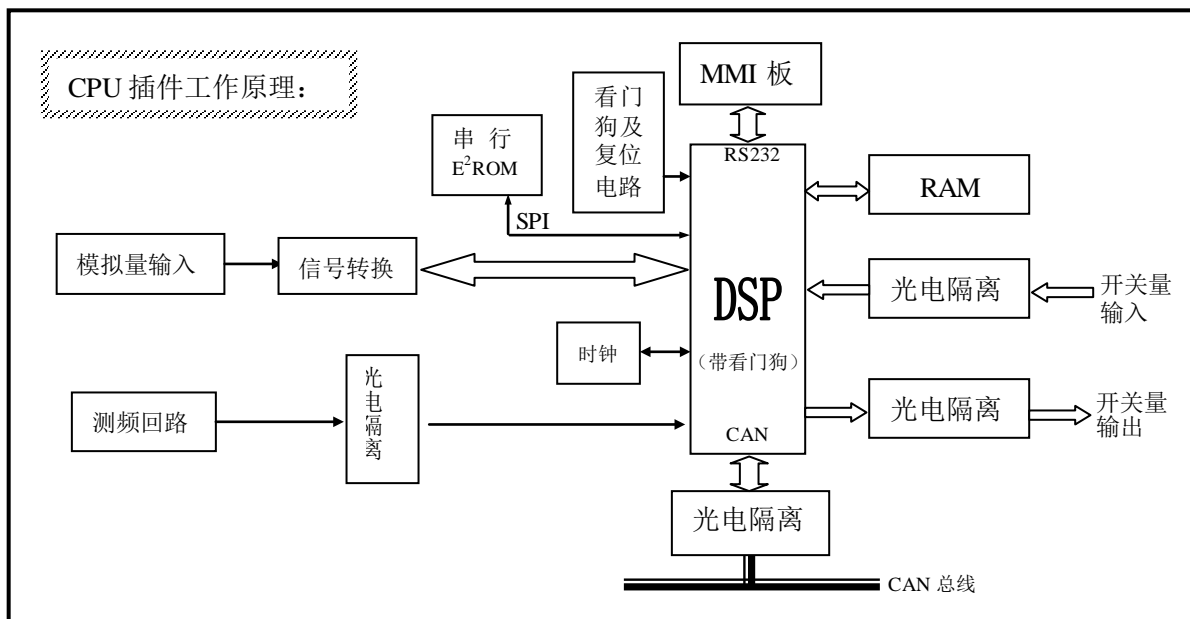 CPU 插件工作原理：
MMI 板
看门
狗及
复位
电路
串 行
E²ROM
RS232
RAM
SPI
模拟量输入
信号转换
DSP
（带看门狗）
光电隔离
开关量
输入
时钟
测频回路
光
电
隔
离
光电隔离
开关量
输出
CAN
光电隔离
CAN 总线